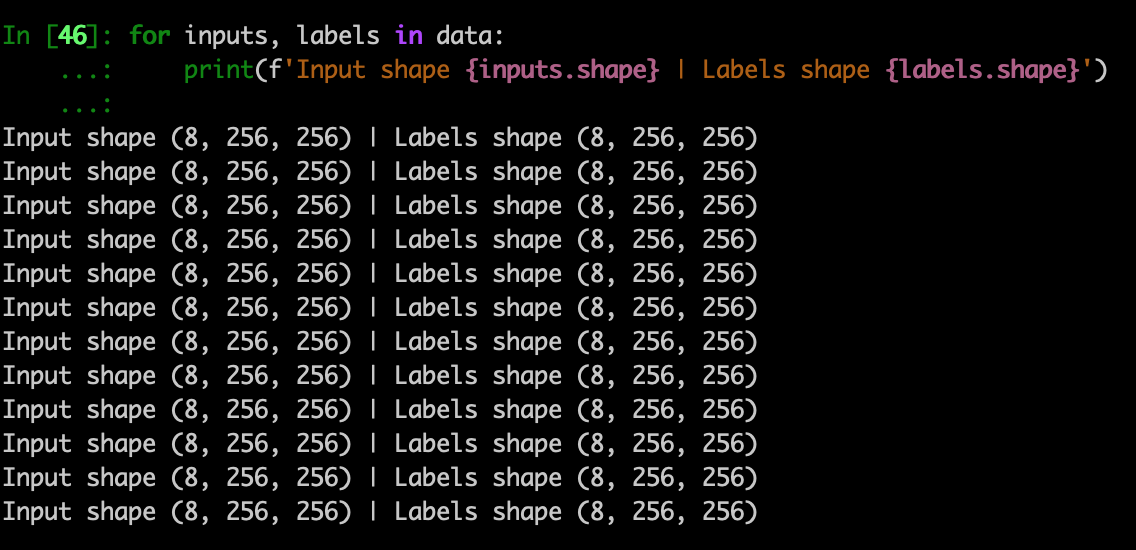 In [46]: for inputs, labels in data:
    ...:     print(f'Input shape {inputs.shape} | Labels shape {labels.shape}')
    ...:
Input shape (8, 256, 256) | Labels shape (8, 256, 256)
Input shape (8, 256, 256) | Labels shape (8, 256, 256)
Input shape (8, 256, 256) | Labels shape (8, 256, 256)
Input shape (8, 256, 256) | Labels shape (8, 256, 256)
Input shape (8, 256, 256) | Labels shape (8, 256, 256)
Input shape (8, 256, 256) | Labels shape (8, 256, 256)
Input shape (8, 256, 256) | Labels shape (8, 256, 256)
Input shape (8, 256, 256) | Labels shape (8, 256, 256)
Input shape (8, 256, 256) | Labels shape (8, 256, 256)
Input shape (8, 256, 256) | Labels shape (8, 256, 256)
Input shape (8, 256, 256) | Labels shape (8, 256, 256)
Input shape (8, 256, 256) | Labels shape (8, 256, 256)